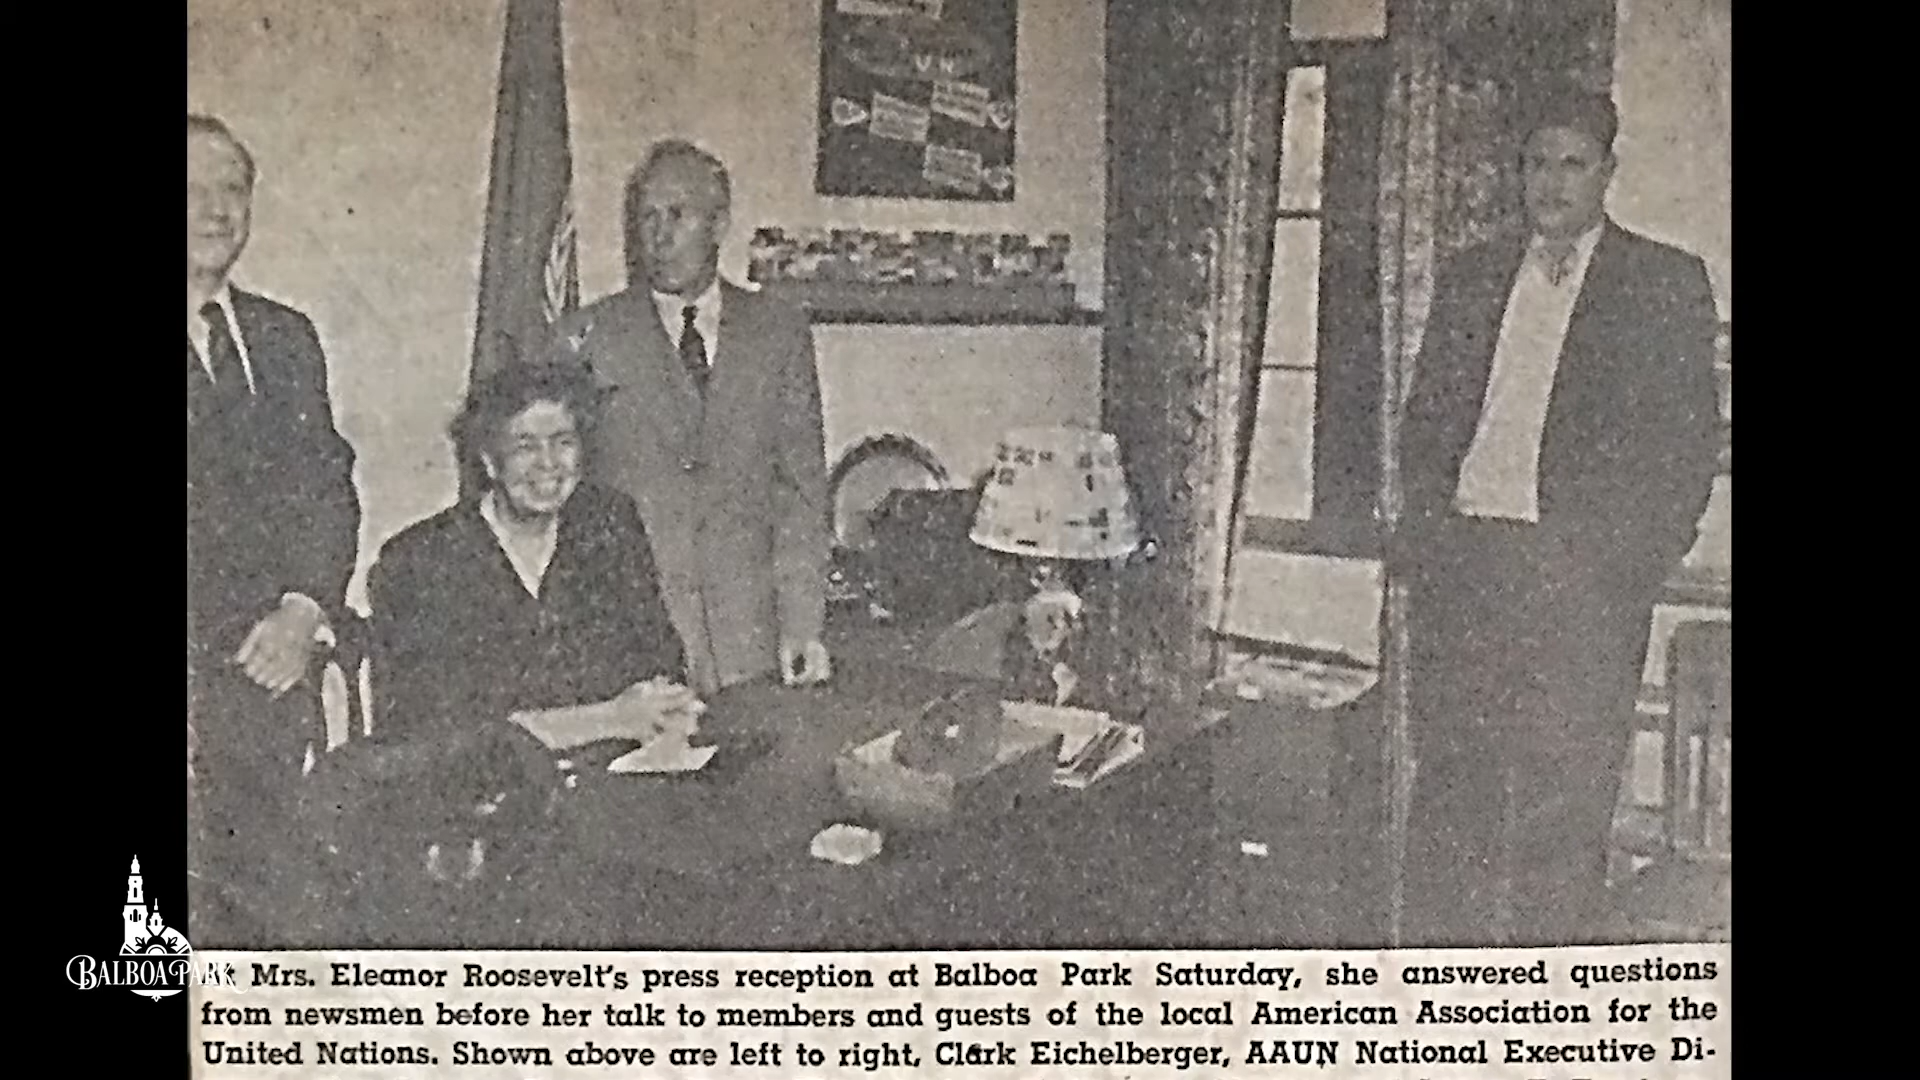 UN
BALBOA PARK
At Mrs. Eleanor Roosevelt's press reception at Balboa Park Saturday, she answered questions
from newsmen before her talk to members and guests of the local American Association for the
United Nations. Shown above are left to right, Clark Eichelberger, AAUN National Executive Di-